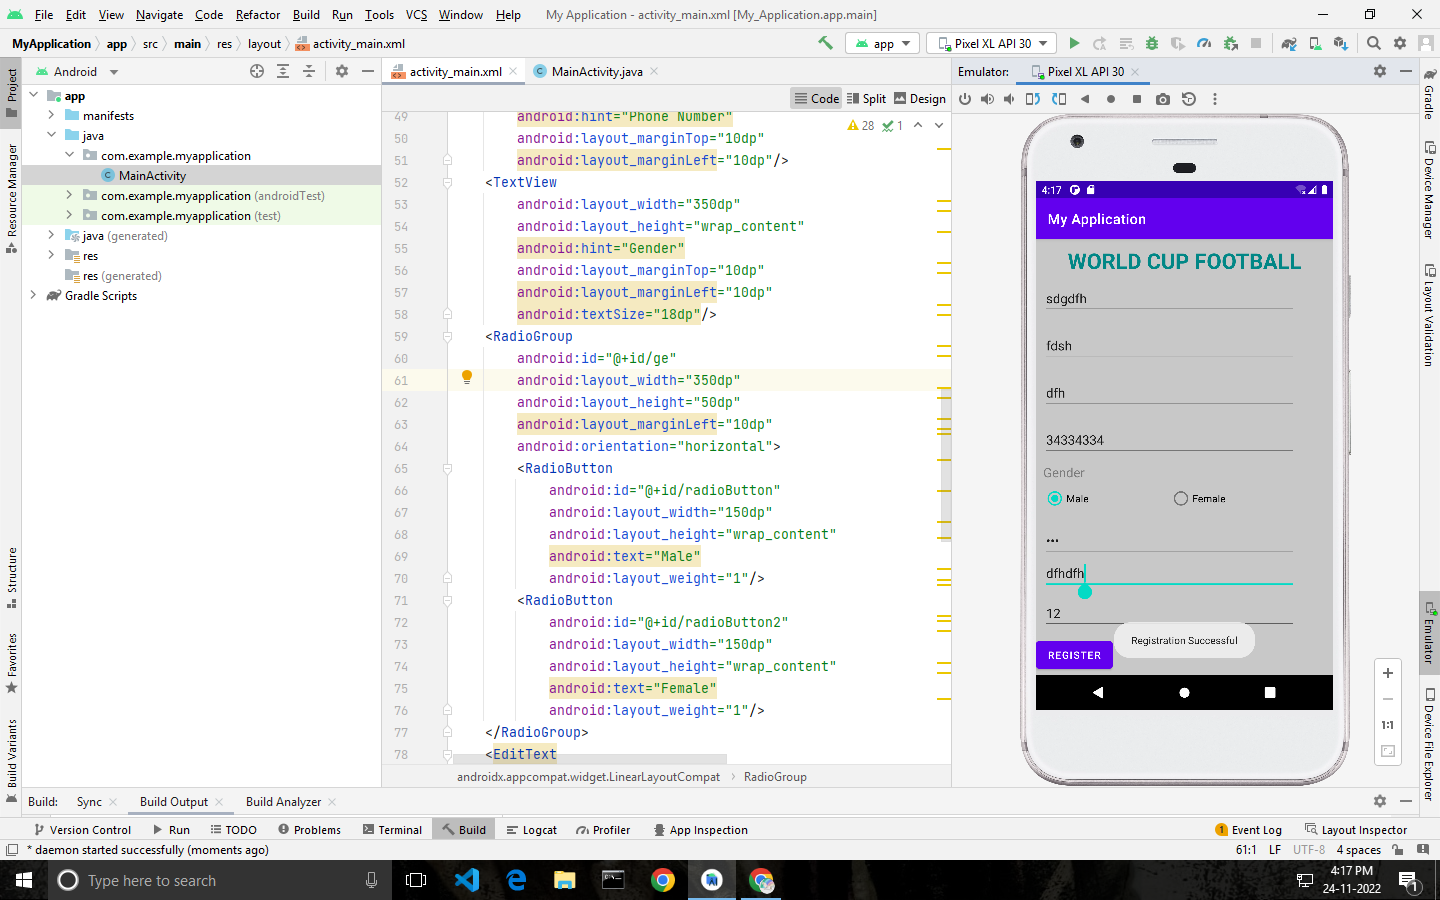 File Edit View Navigate Code Refactor Build Run Tools VCS Window Help My Application - activity_main.xml [My_Application.app.main]
MyApplication app src main res layout activity_main.xml app Pixel XL API 30
Project
Resource Manager
Structure
Favorites
Build Variants
Android
app
manifests
java
com.example.myapplication
MainActivity
com.example.myapplication (androidTest)
com.example.myapplication (test)
java (generated)
res
res (generated)
Gradle Scripts
activity_main.xml MainActivity.java
Code Split Design
28 1
49 android:hint="Phone Number"
50 android:layout_marginTop="10dp"
51 android:layout_marginLeft="10dp"/>
52 <TextView
53 android:layout_width="350dp"
54 android:layout_height="wrap_content"
55 android:hint="Gender"
56 android:layout_marginTop="10dp"
57 android:layout_marginLeft="10dp"
58 android:textSize="18dp"/>
59 <RadioGroup
60 android:id="@+id/ge"
61 android:layout_width="350dp"
62 android:layout_height="50dp"
63 android:layout_marginLeft="10dp"
64 android:orientation="horizontal">
65 <RadioButton
66 android:id="@+id/radioButton"
67 android:layout_width="150dp"
68 android:layout_height="wrap_content"
69 android:text="Male"
70 android:layout_weight="1"/>
71 <RadioButton
72 android:id="@+id/radioButton2"
73 android:layout_width="150dp"
74 android:layout_height="wrap_content"
75 android:text="Female"
76 android:layout_weight="1"/>
77 </RadioGroup>
78 <EditText
androidx.appcompat.widget.LinearLayoutCompat RadioGroup
Emulator: Pixel XL API 30
4:17
My Application
WORLD CUP FOOTBALL
sdgdfh
fdsh
dfh
34334334
Gender
Male Female
•••
dfhdfh
12
Registration Successful
REGISTER
1:1
Gradle
Device Manager
Layout Validation
Emulator
Device File Explorer
Build: Sync Build Output Build Analyzer
Version Control Run TODO Problems Terminal Build Logcat Profiler App Inspection 1 Event Log Layout Inspector
* daemon started successfully (moments ago) 61:1 LF UTF-8 4 spaces
Type here to search
4:17 PM
24-11-2022
1